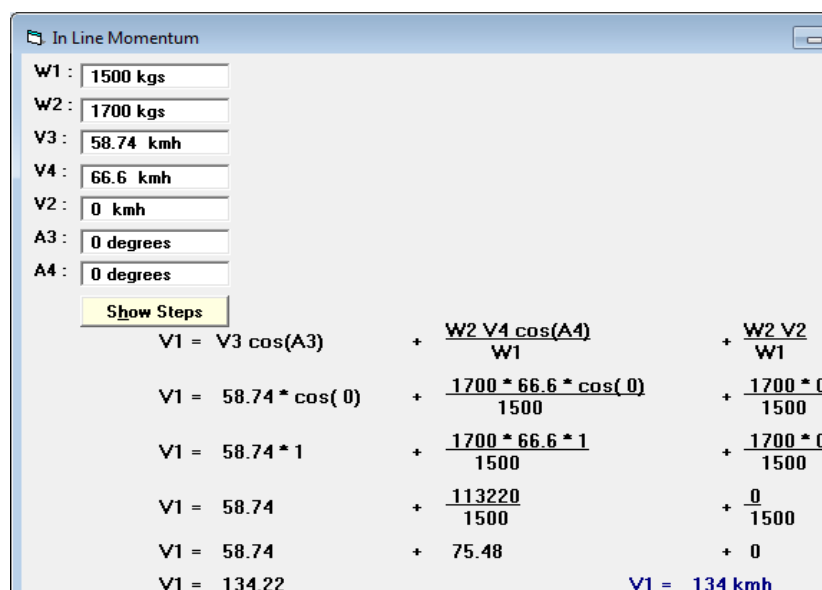 In Line Momentum
W1 : 1500 kgs
W2 : 1700 kgs
V3 : 58.74 kmh
V4 : 66.6 kmh
V2 : 0 kmh
A3 : 0 degrees
A4 : 0 degrees
Show Steps
V1 = V3 cos(A3) + W2 V4 cos(A4) + W2 V2
W1 W1
V1 = 58.74 * cos( 0) + 1700 * 66.6 * cos( 0) + 1700 * 0
1500 1500
V1 = 58.74 * 1 + 1700 * 66.6 * 1 + 1700 * 0
1500 1500
V1 = 58.74 + 113220 + 0
1500 1500
V1 = 58.74 + 75.48 + 0
V1 = 134.22 V1 = 134 kmh